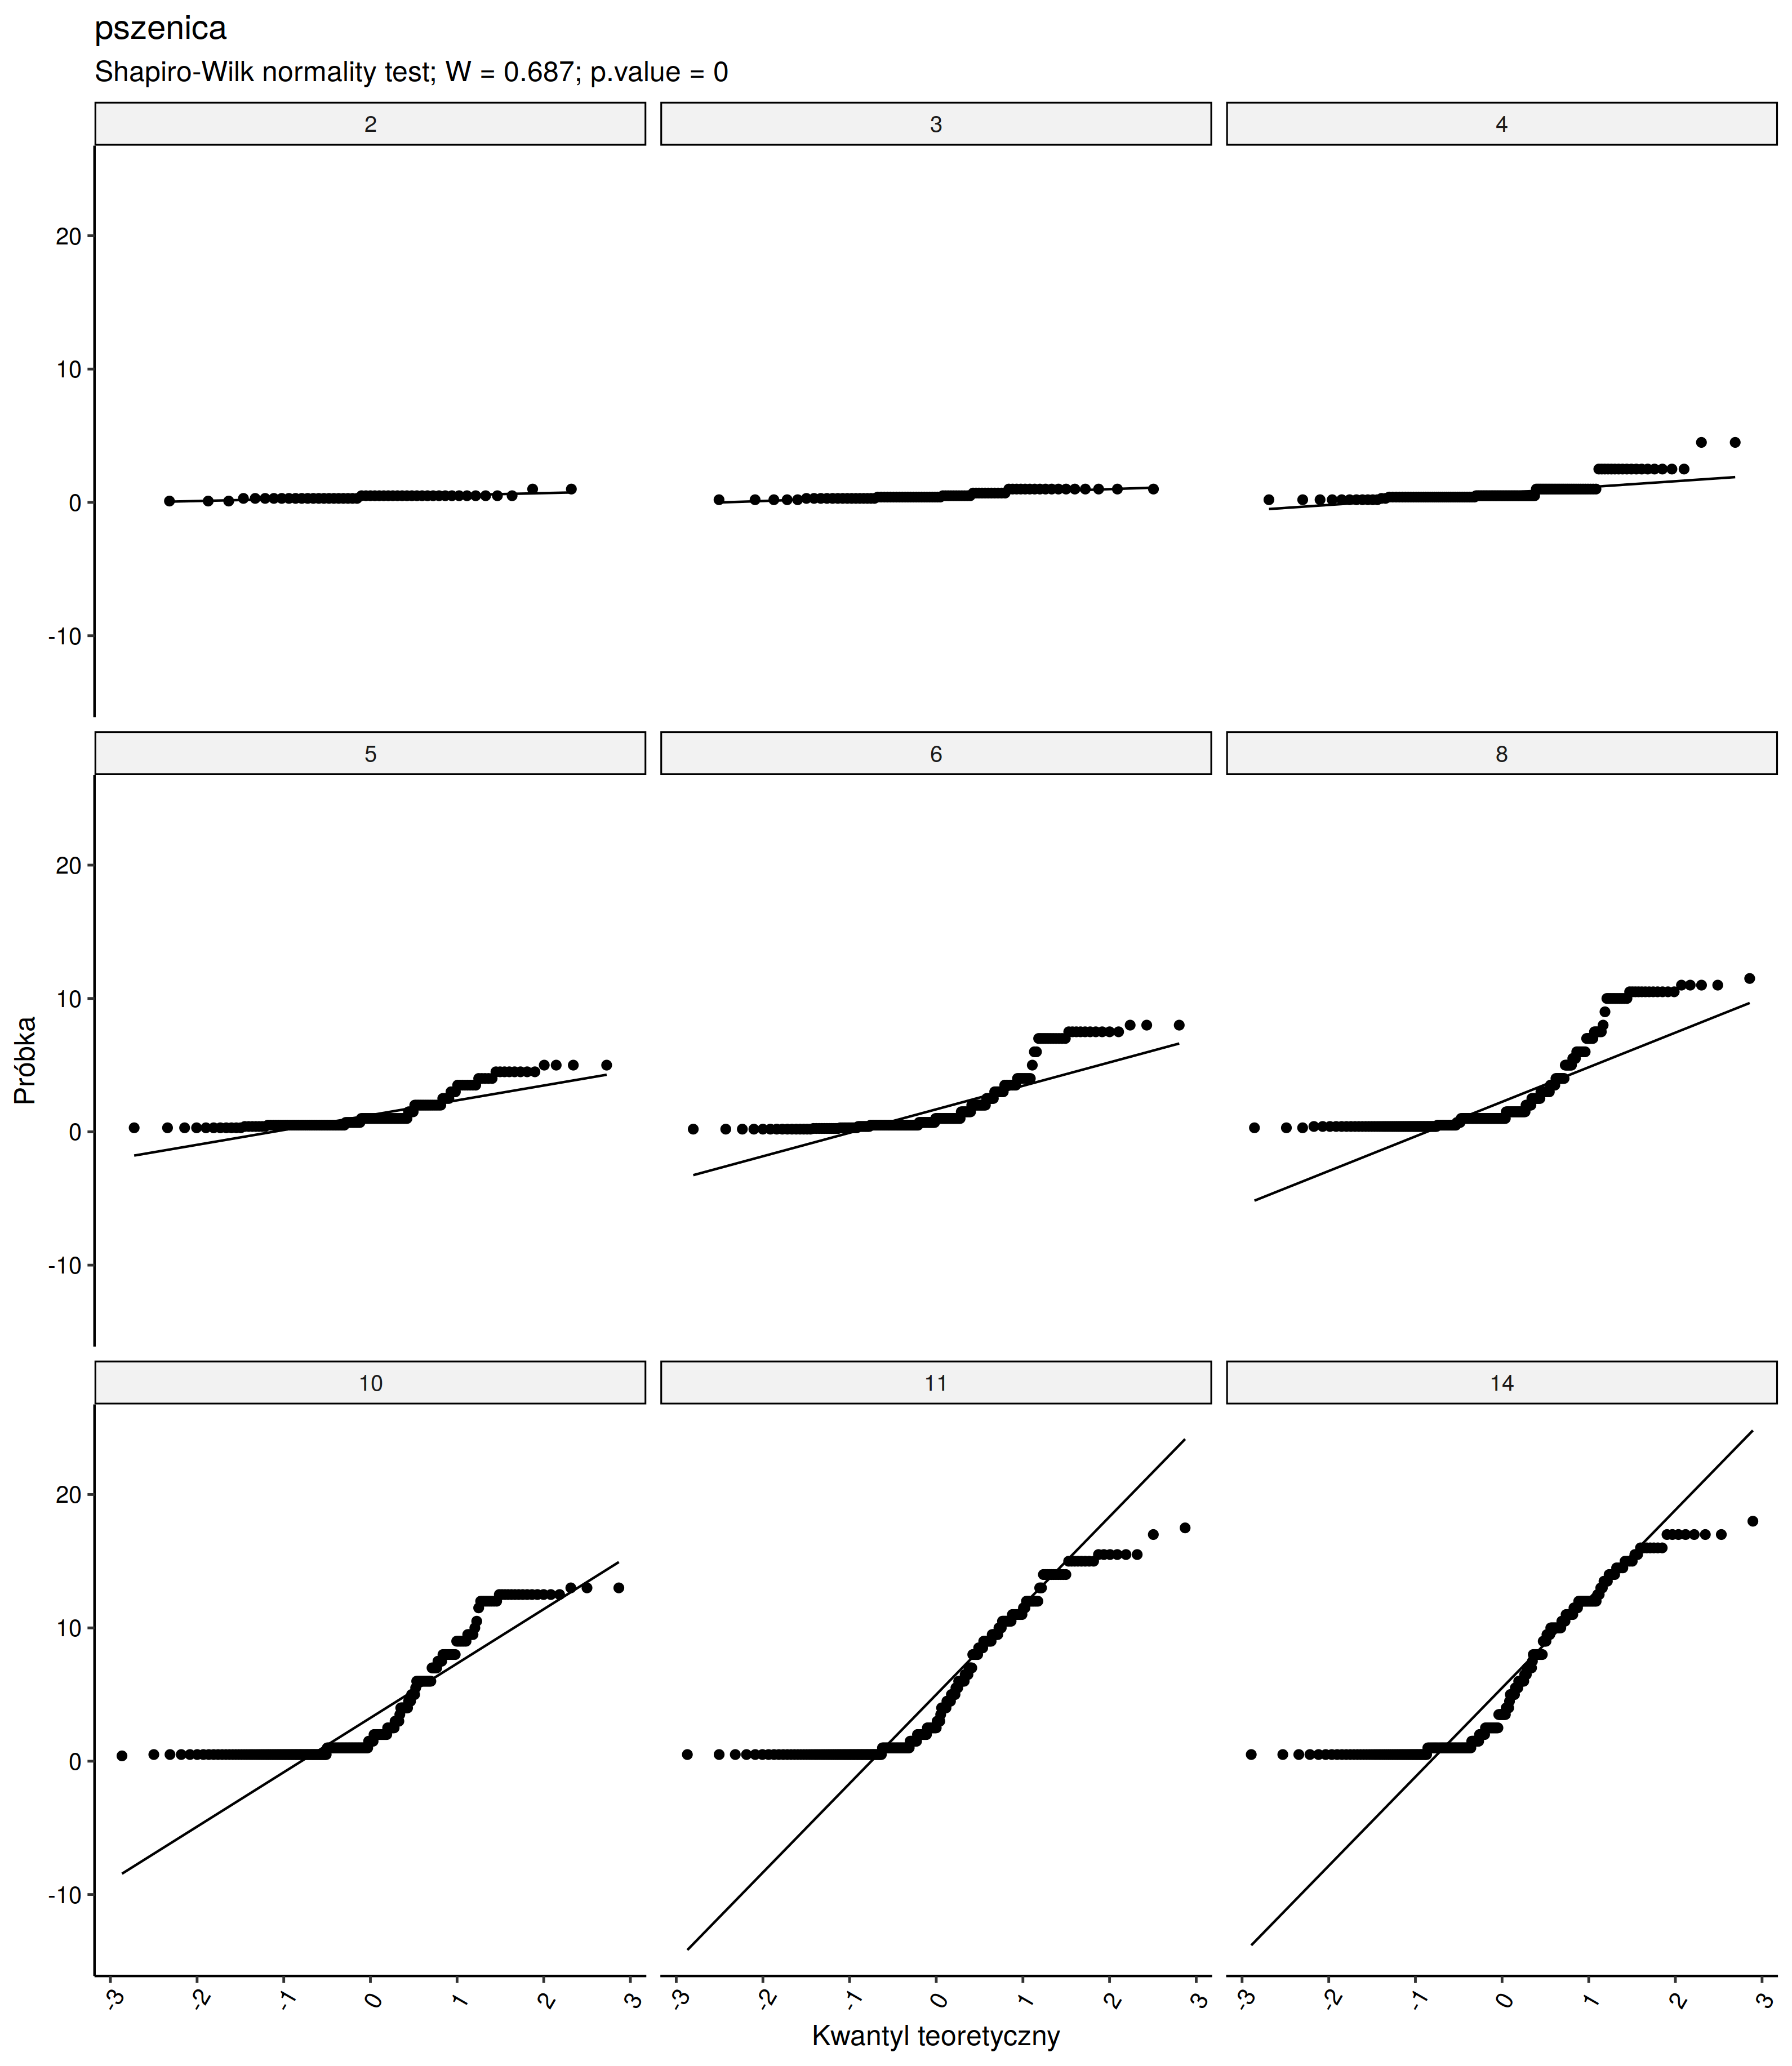 pszenica
Shapiro-Wilk normality test; W = 0.687; p.value = 0
2 3 4
20
10
0
-10
5 6 8
20
10
0
-10
Próbka
10 11 14
20
10
0
-10
-3 -2 -1 0 1 2 3 -3 -2 -1 0 1 2 3 -3 -2 -1 0 1 2 3
Kwantyl teoretyczny